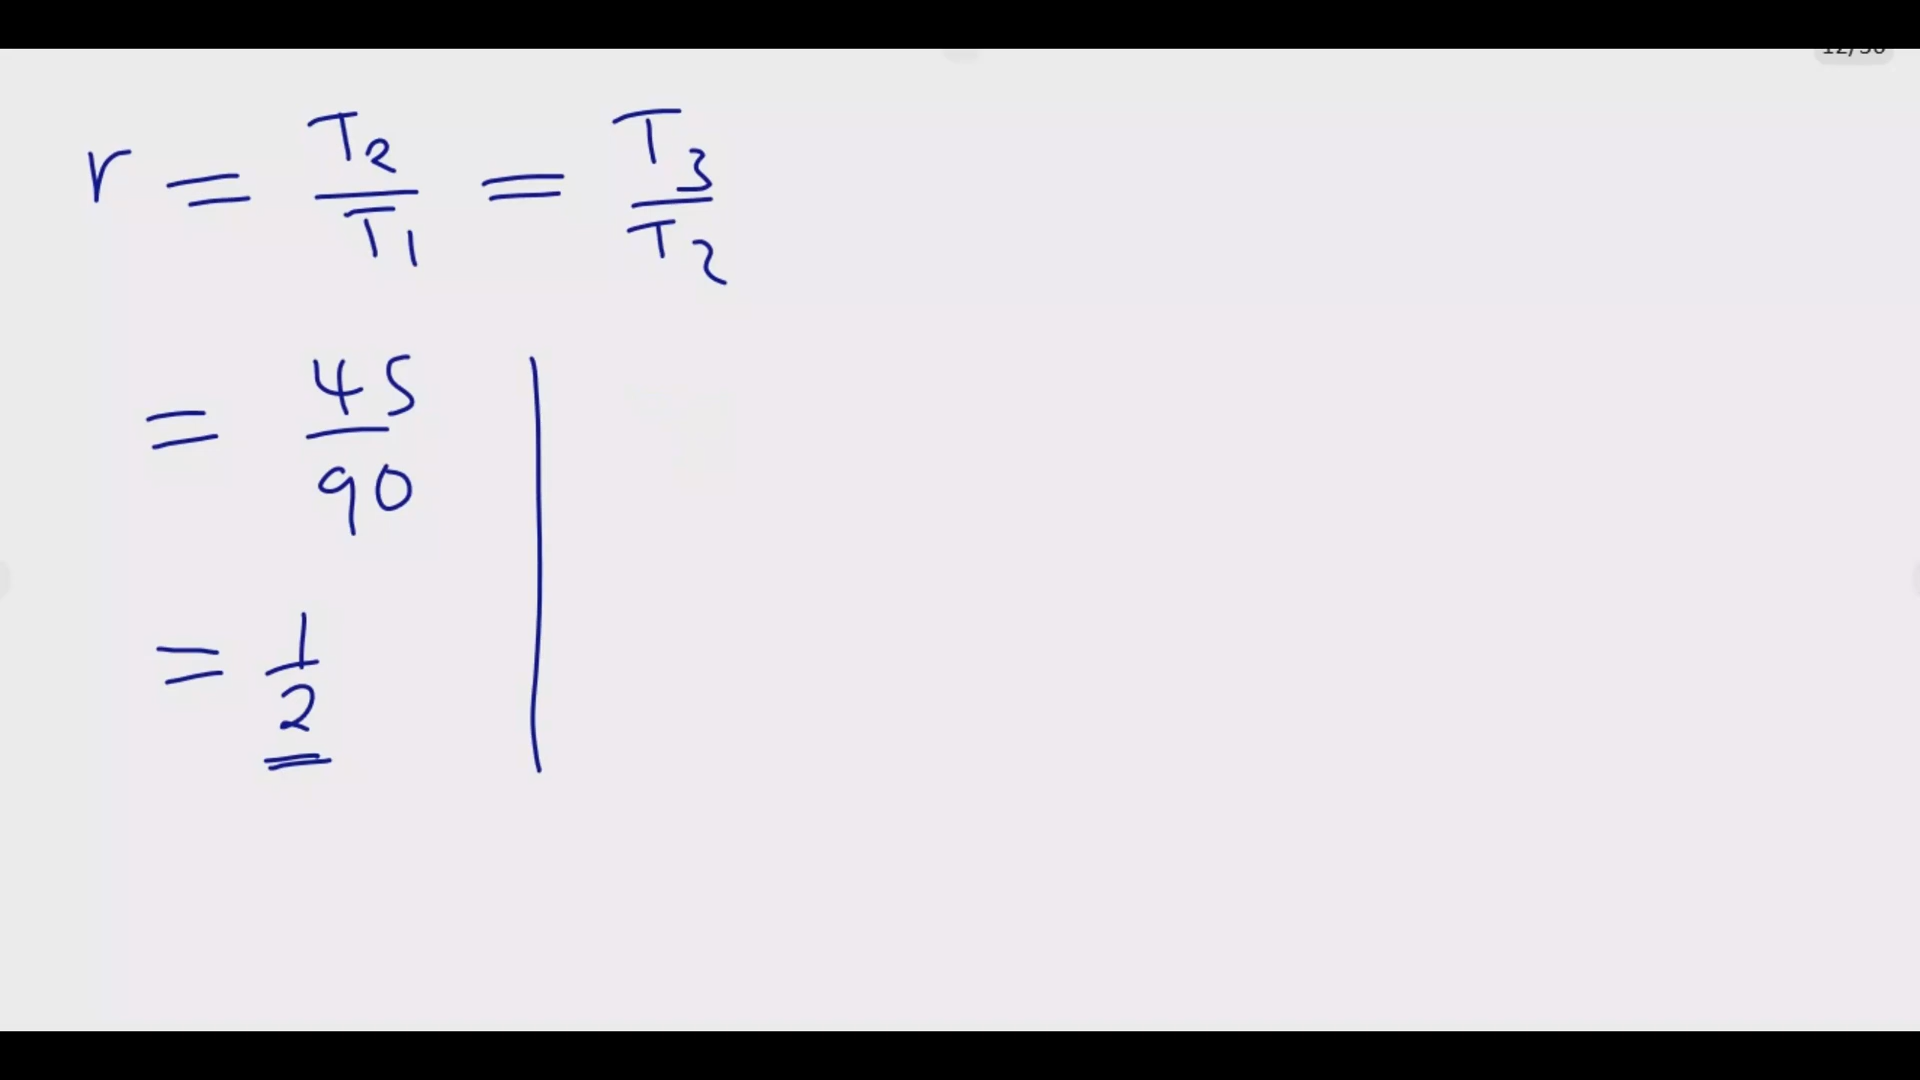 r = T₂/T₁ = T₃/T₂
= 45/90
= 1/2